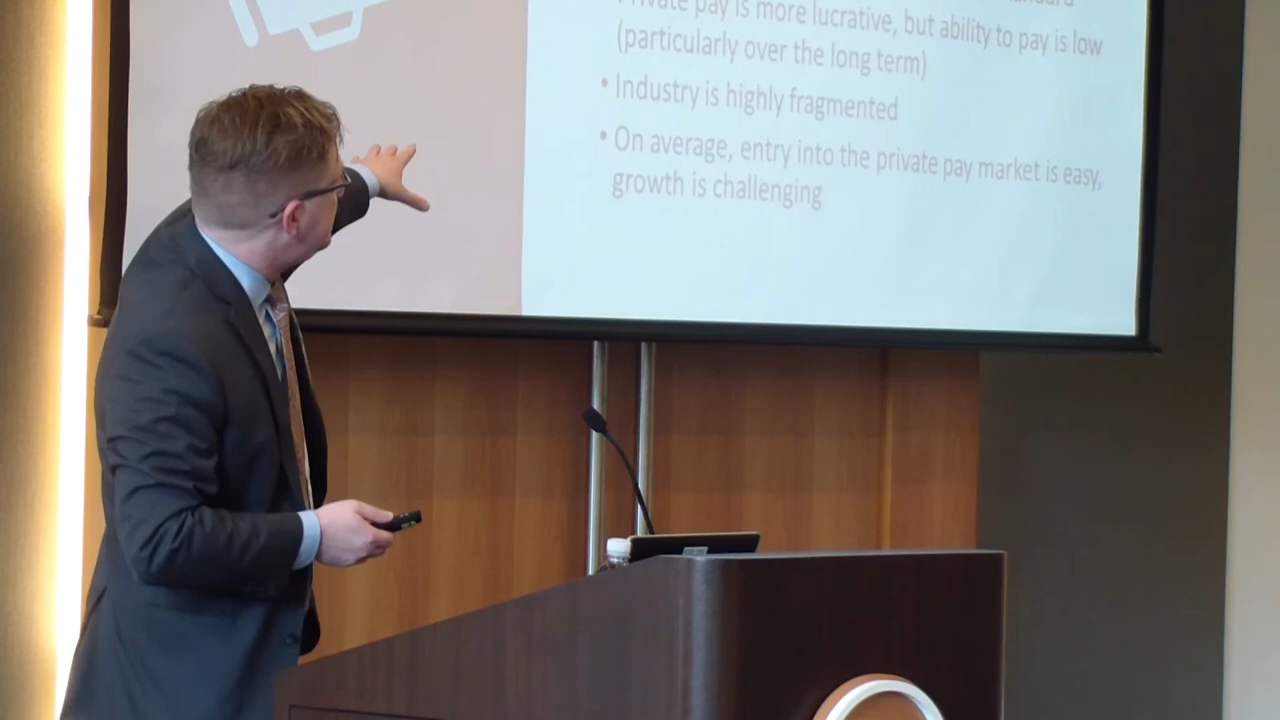 Private pay is more lucrative, but ability to pay is low
(particularly over the long term)
• Industry is highly fragmented
• On average, entry into the private pay market is easy,
growth is challenging